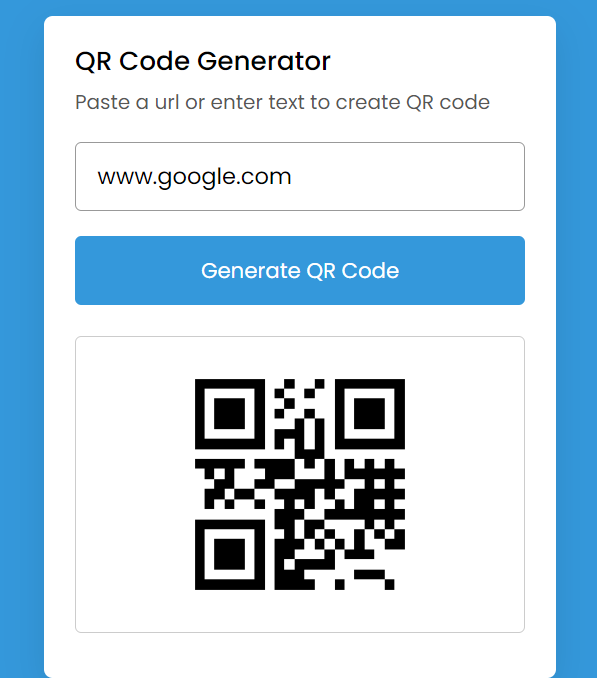 QR Code Generator
Paste a url or enter text to create QR code
www.google.com
Generate QR Code